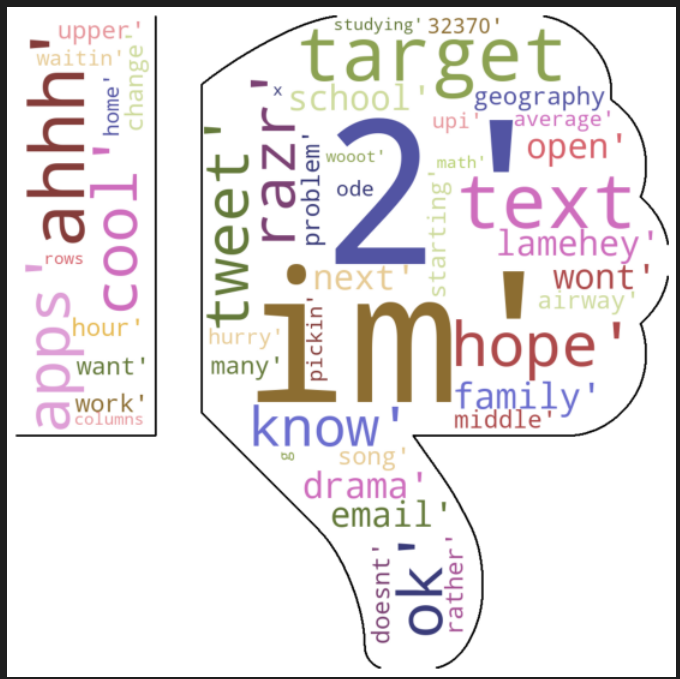 upper'
waitin'
change'
ahhh'
home'
cool'
rows
apps'
hour'
want'
work'
columns
studying'
32370'
target
x
school'
geography
upi'
average'
razr'
tweet'
problem'
wooot'
math'
open'
2'
ode
text
starting'
lamehey'
next'
wont'
airway'
im'
hurry'
pickin'
many'
hope'
family'
middle'
know'
song'
drama'
email'
doesnt'
ok'
rather'